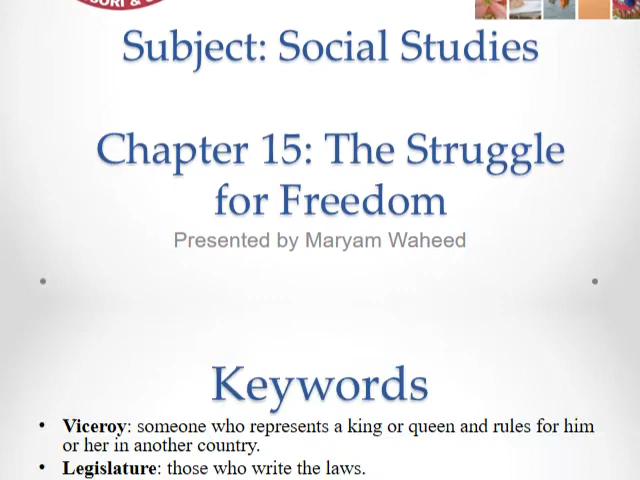 Subject: Social Studies
Chapter 15: The Struggle
for Freedom
Presented by Maryam Waheed
Keywords
• Viceroy: someone who represents a king or queen and rules for him
or her in another country.
• Legislature: those who write the laws.